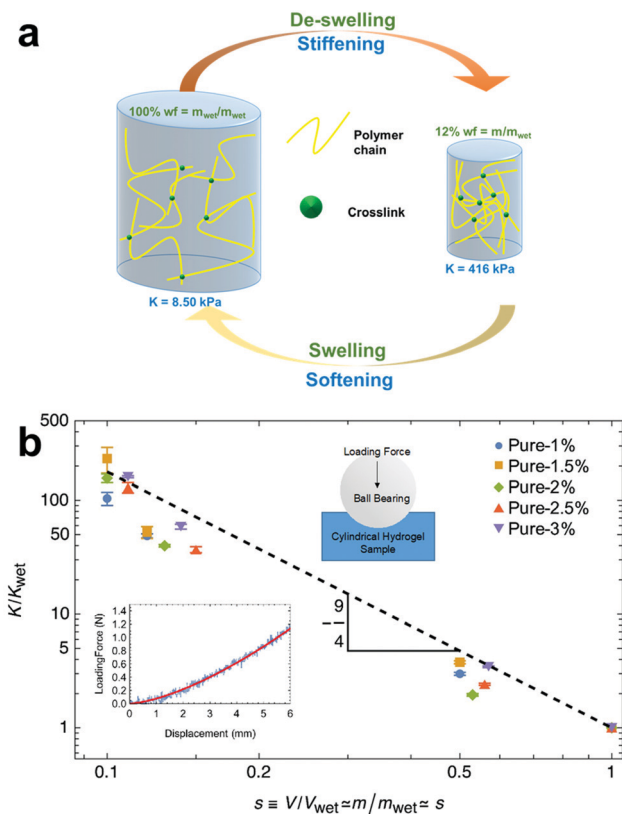 a
De-swelling
Stiffening
100% wf = m_wet/m_wet
12% wf = m/m_wet
Polymer
chain
Crosslink
K = 8.50 kPa
K = 416 kPa
Swelling
Softening
b
500
100
50
10
5
1
K/K_wet
Loading Force
Ball Bearing
Cylindrical Hydrogel
Sample
Pure-1%
Pure-1.5%
Pure-2%
Pure-2.5%
Pure-3%
9
4
1.4
1.2
1.0
0.8
0.6
0.4
0.2
0.0
LoadingForce (N)
0 1 2 3 4 5 6
Displacement (mm)
0.1 0.2 0.5 1
s ≡ V/V_wet ≃ m/m_wet ≃ s